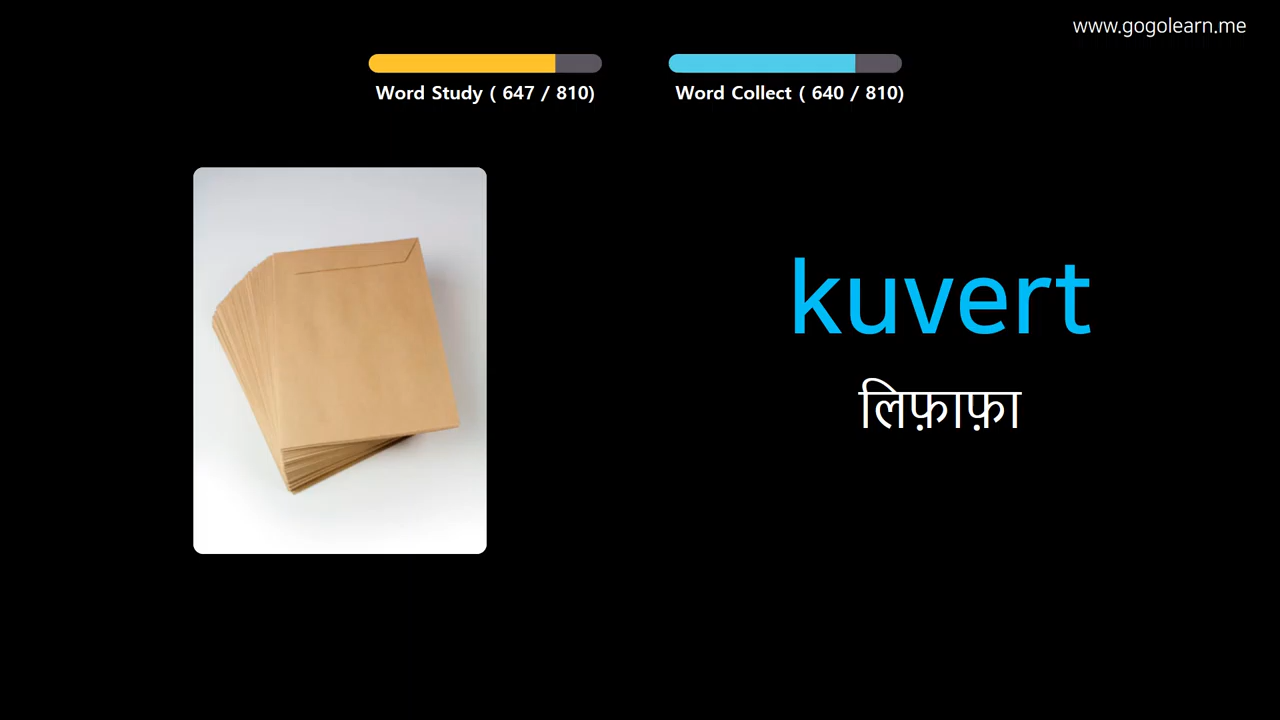 www.gogolearn.me
Word Study ( 647 / 810)
Word Collect ( 640 / 810)
kuvert
लिफ़ाफ़ा